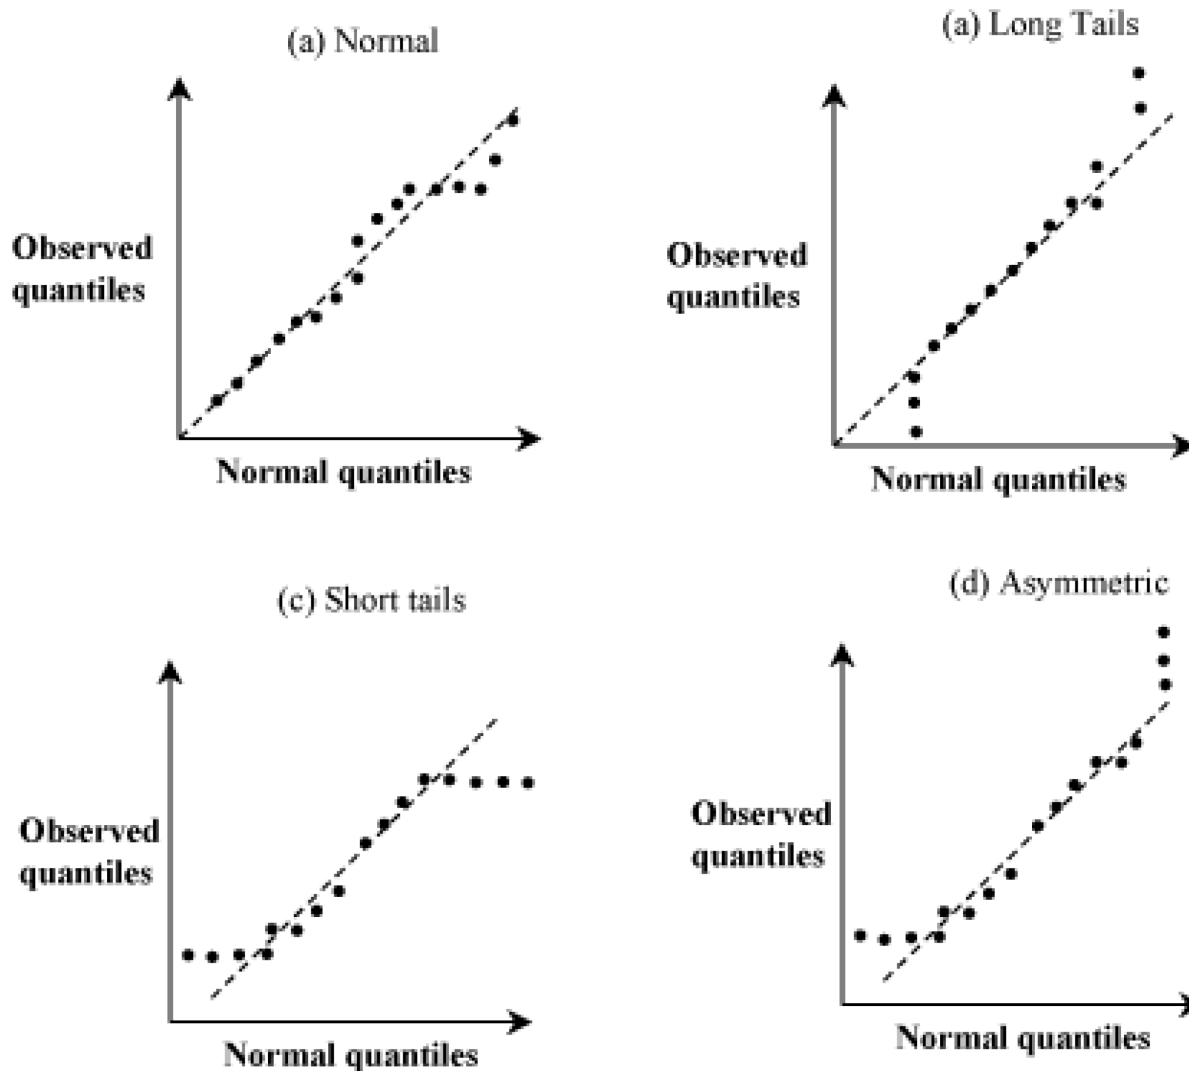 (a) Normal
Observed
quantiles
Normal quantiles
(a) Long Tails
Observed
quantiles
Normal quantiles
(c) Short tails
Observed
quantiles
Normal quantiles
(d) Asymmetric
Observed
quantiles
Normal quantiles